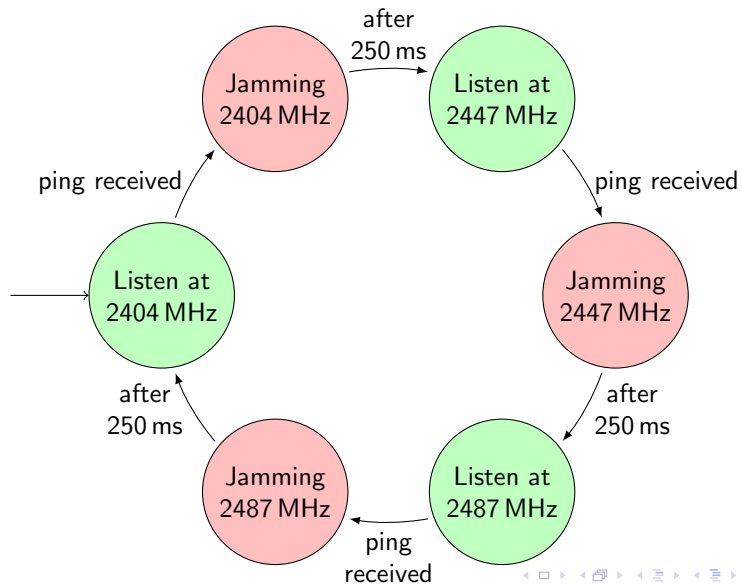 after
250 ms
Jamming
2404 MHz
Listen at
2447 MHz
ping received
ping received
Listen at
2404 MHz
Jamming
2447 MHz
after
250 ms
after
250 ms
Jamming
2487 MHz
Listen at
2487 MHz
ping
received